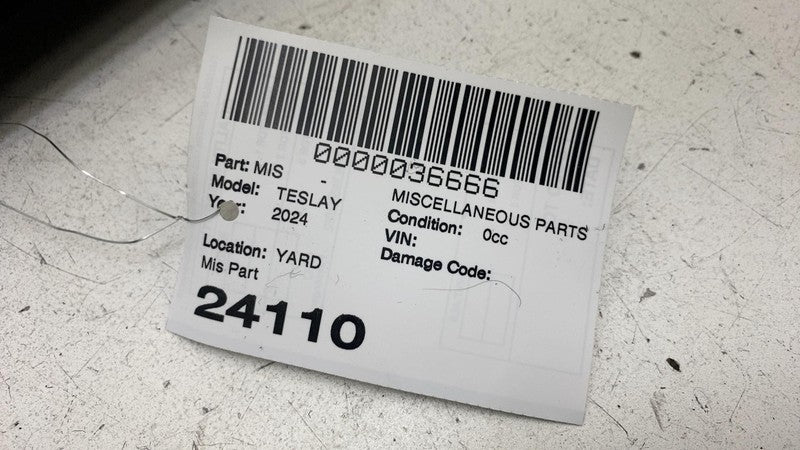 0000036666
Part: MIS - MISCELLANEOUS PARTS
Model: TESLAY Condition: 0cc
Year: 2024 VIN:
Damage Code:
Location: YARD
Mis Part
24110